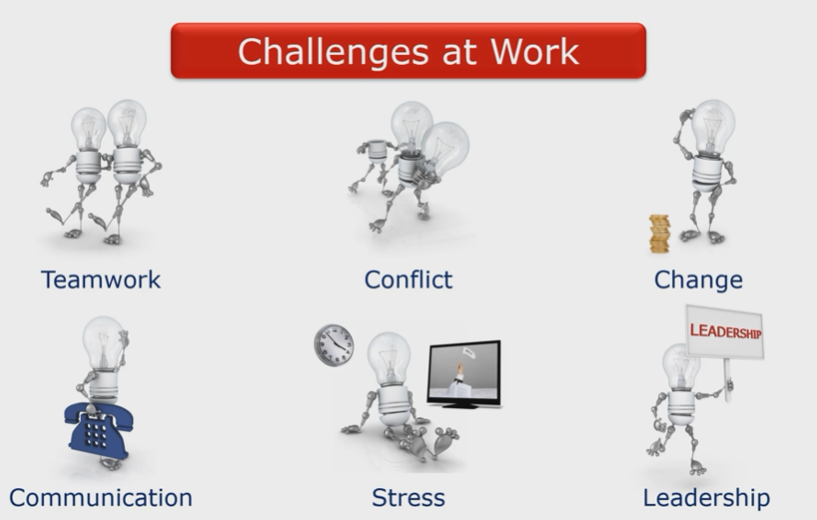 Challenges at Work
Teamwork
Conflict
Change
LEADERSHIP
Communication
Stress
Leadership